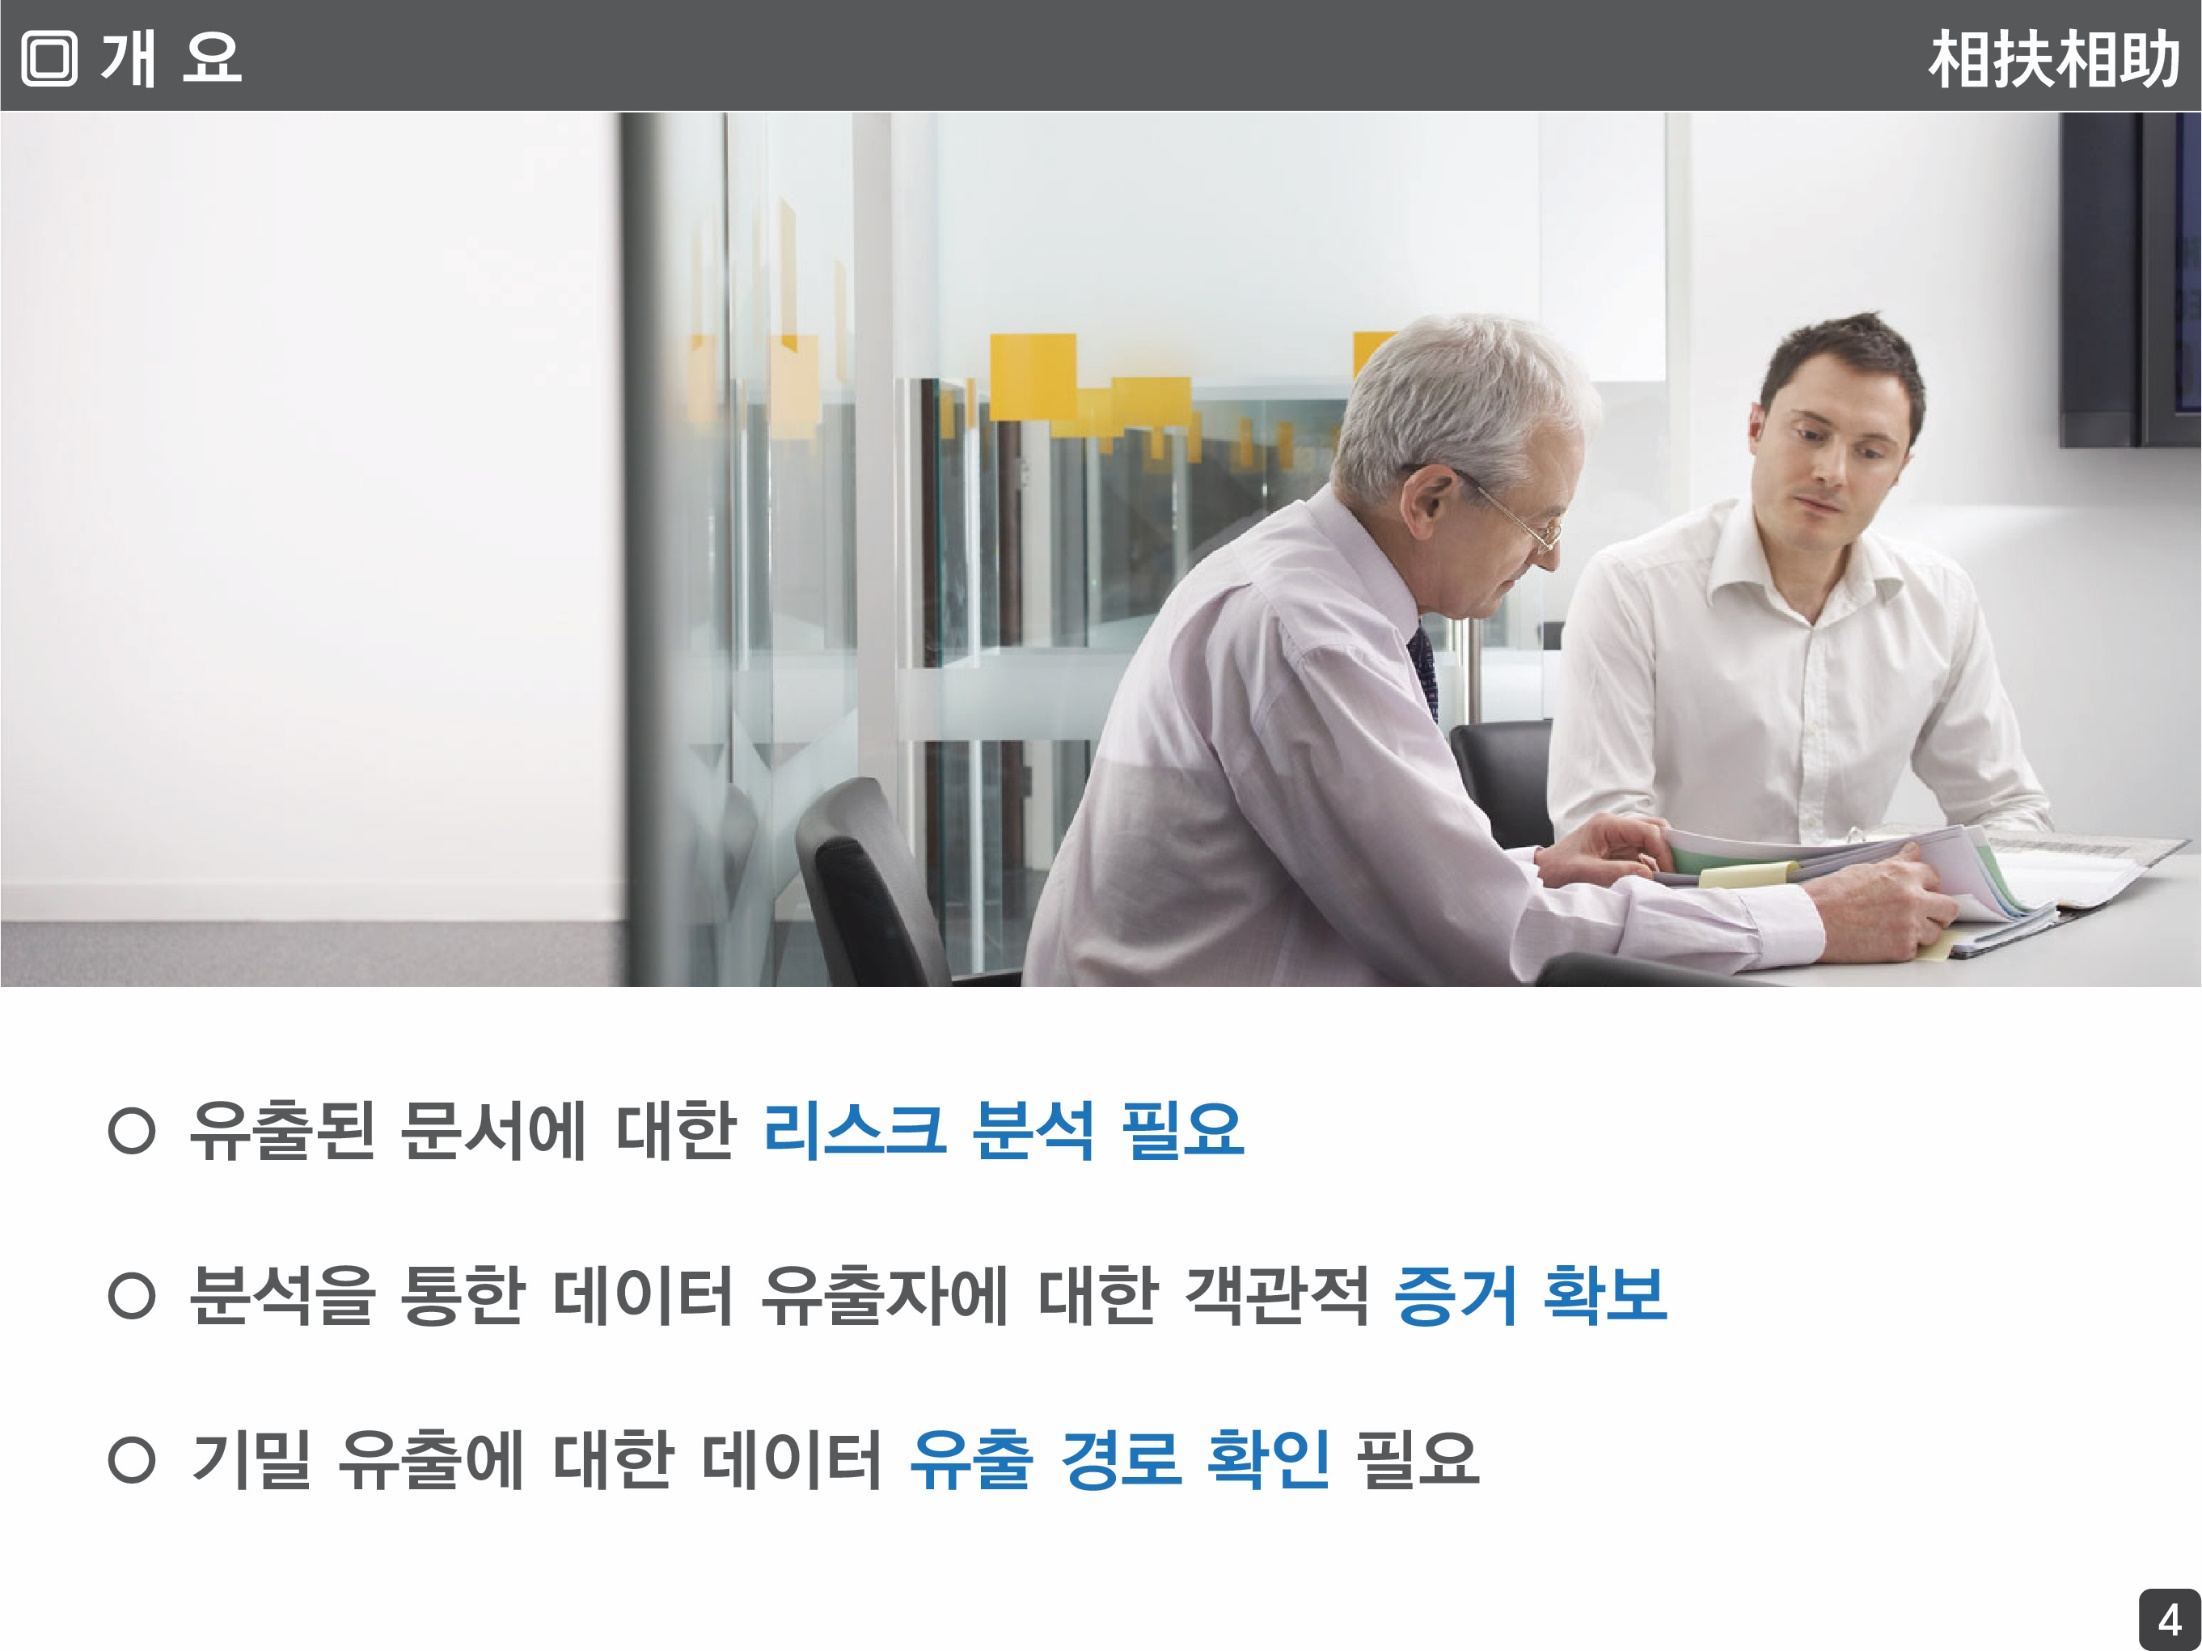 개 요
相扶相助
○ 유출된 문서에 대한 리스크 분석 필요
○ 분석을 통한 데이터 유출자에 대한 객관적 증거 확보
○ 기밀 유출에 대한 데이터 유출 경로 확인 필요
4